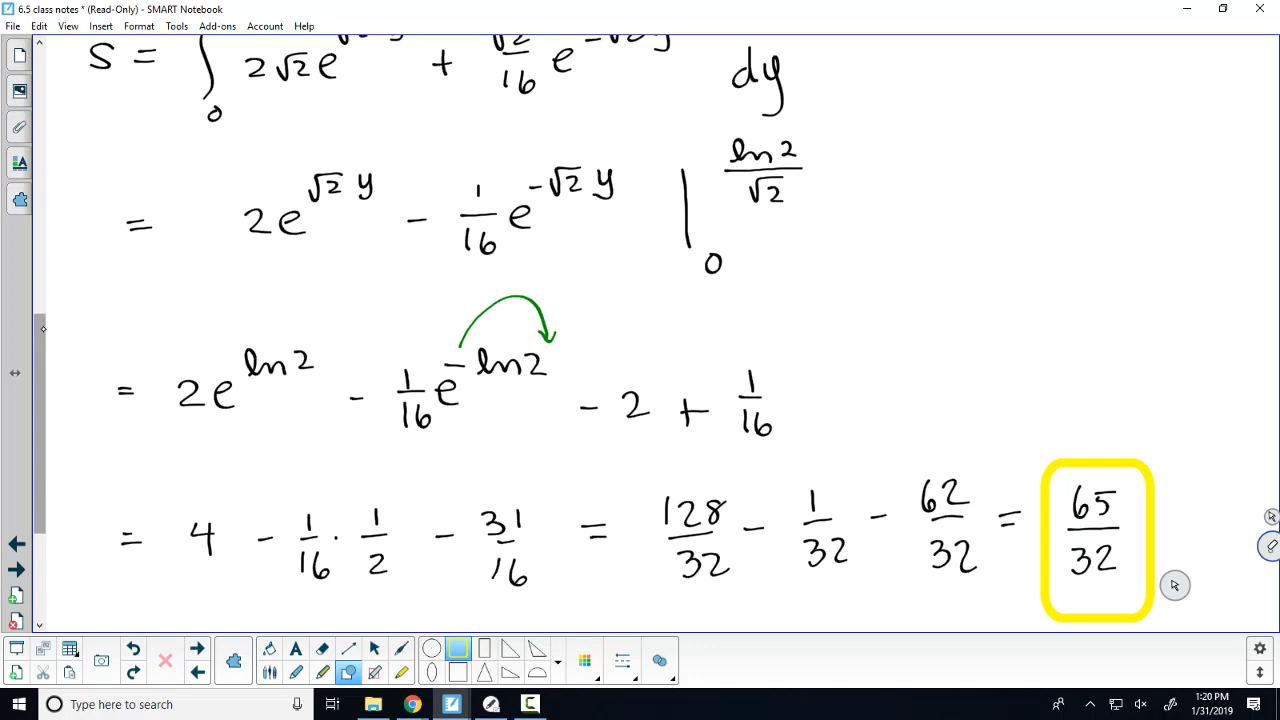 6.5 class notes * (Read-Only) - SMART Notebook
File Edit View Insert Format Tools Add-ons Account Help
S = ∫₀ 2√2e + √2/16 e^(-√2y) dy
= 2e^(√2 y) - 1/16 e^(-√2 y) |₀^(ln2/√2)
= 2e^(ln2) - 1/16 e^(-ln2) - 2 + 1/16
= 4 - 1/16 · 1/2 - 31/16 = 128/32 - 1/32 - 62/32 = 65/32
Type here to search
1:20 PM
1/31/2019